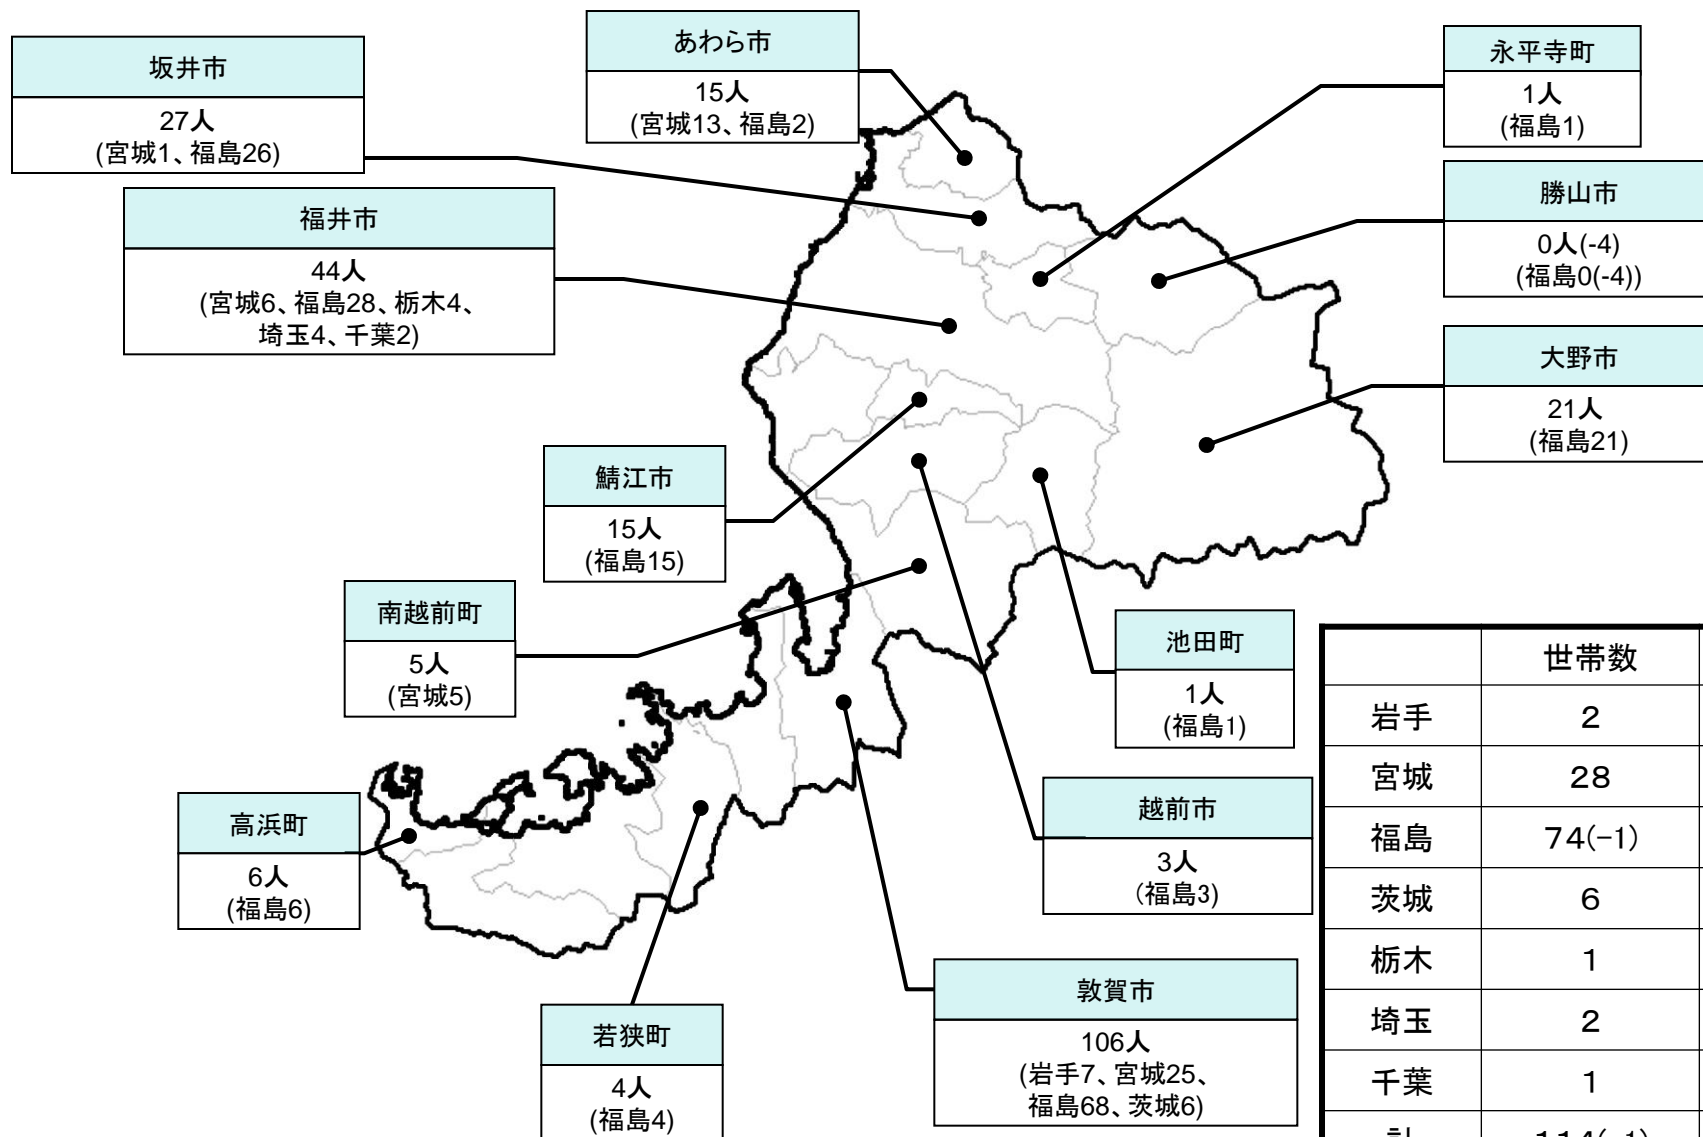 坂井市
27人
(宮城1、福島26)
あわら市
15人
(宮城13、福島2)
永平寺町
1人
(福島1)
福井市
44人
(宮城6、福島28、栃木4、
埼玉4、千葉2)
勝山市
0人(-4)
(福島0(-4))
大野市
21人
(福島21)
鯖江市
15人
(福島15)
南越前町
5人
(宮城5)
池田町
1人
(福島1)
越前市
3人
(福島3)
高浜町
6人
(福島6)
若狭町
4人
(福島4)
敦賀市
106人
(岩手7、宮城25、
福島68、茨城6)
世帯数
岩手 2
宮城 28
福島 74(-1)
茨城 6
栃木 1
埼玉 2
千葉 1
計 114(-1)